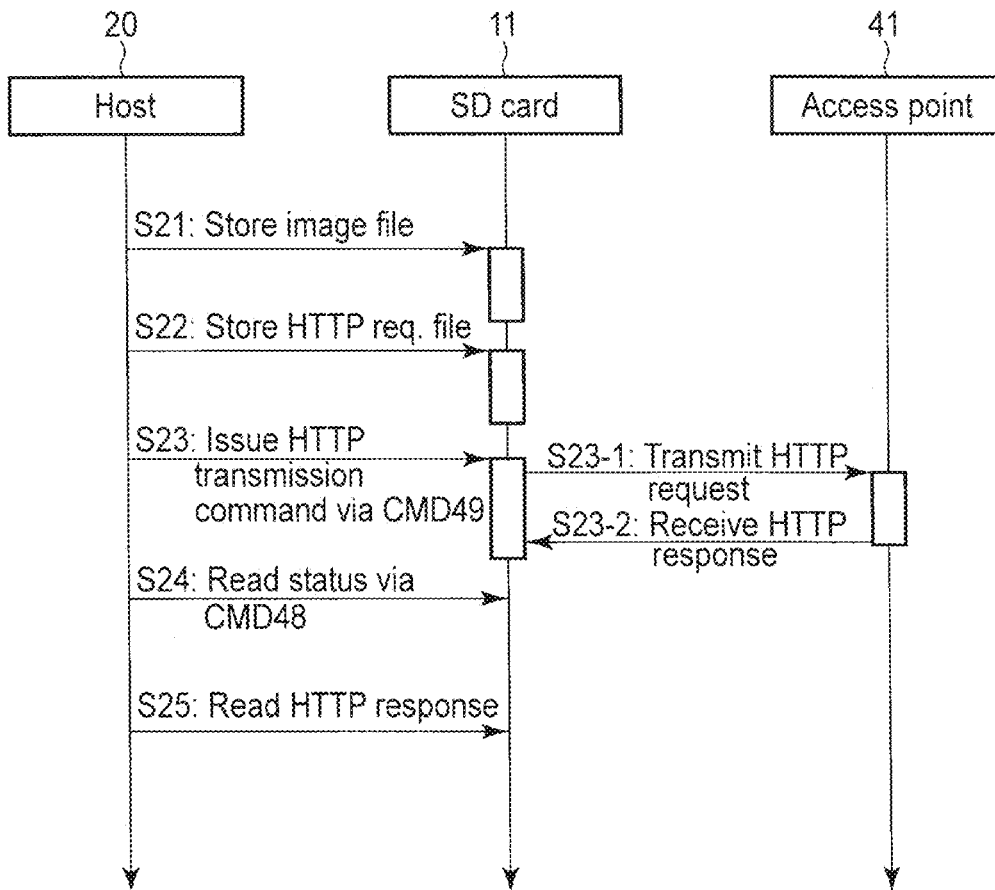 20
11
41
Host
SD card
Access point
S21: Store image file
S22: Store HTTP req. file
S23: Issue HTTP
transmission
command via CMD49
S23-1: Transmit HTTP
request
S23-2: Receive HTTP
response
S24: Read status via
CMD48
S25: Read HTTP response